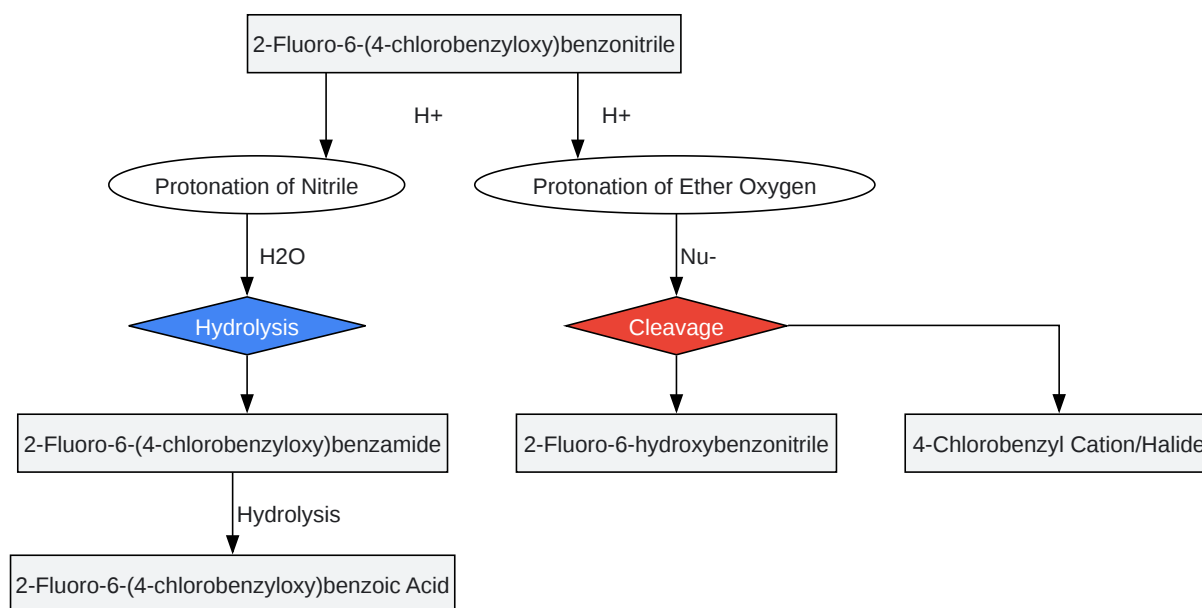 2-Fluoro-6-(4-chlorobenzyloxy)benzonitrile
H+
H+
Protonation of Nitrile
Protonation of Ether Oxygen
H2O
Nu-
Hydrolysis
Cleavage
2-Fluoro-6-(4-chlorobenzyloxy)benzamide
2-Fluoro-6-hydroxybenzonitrile
4-Chlorobenzyl Cation/Halide
Hydrolysis
2-Fluoro-6-(4-chlorobenzyloxy)benzoic Acid